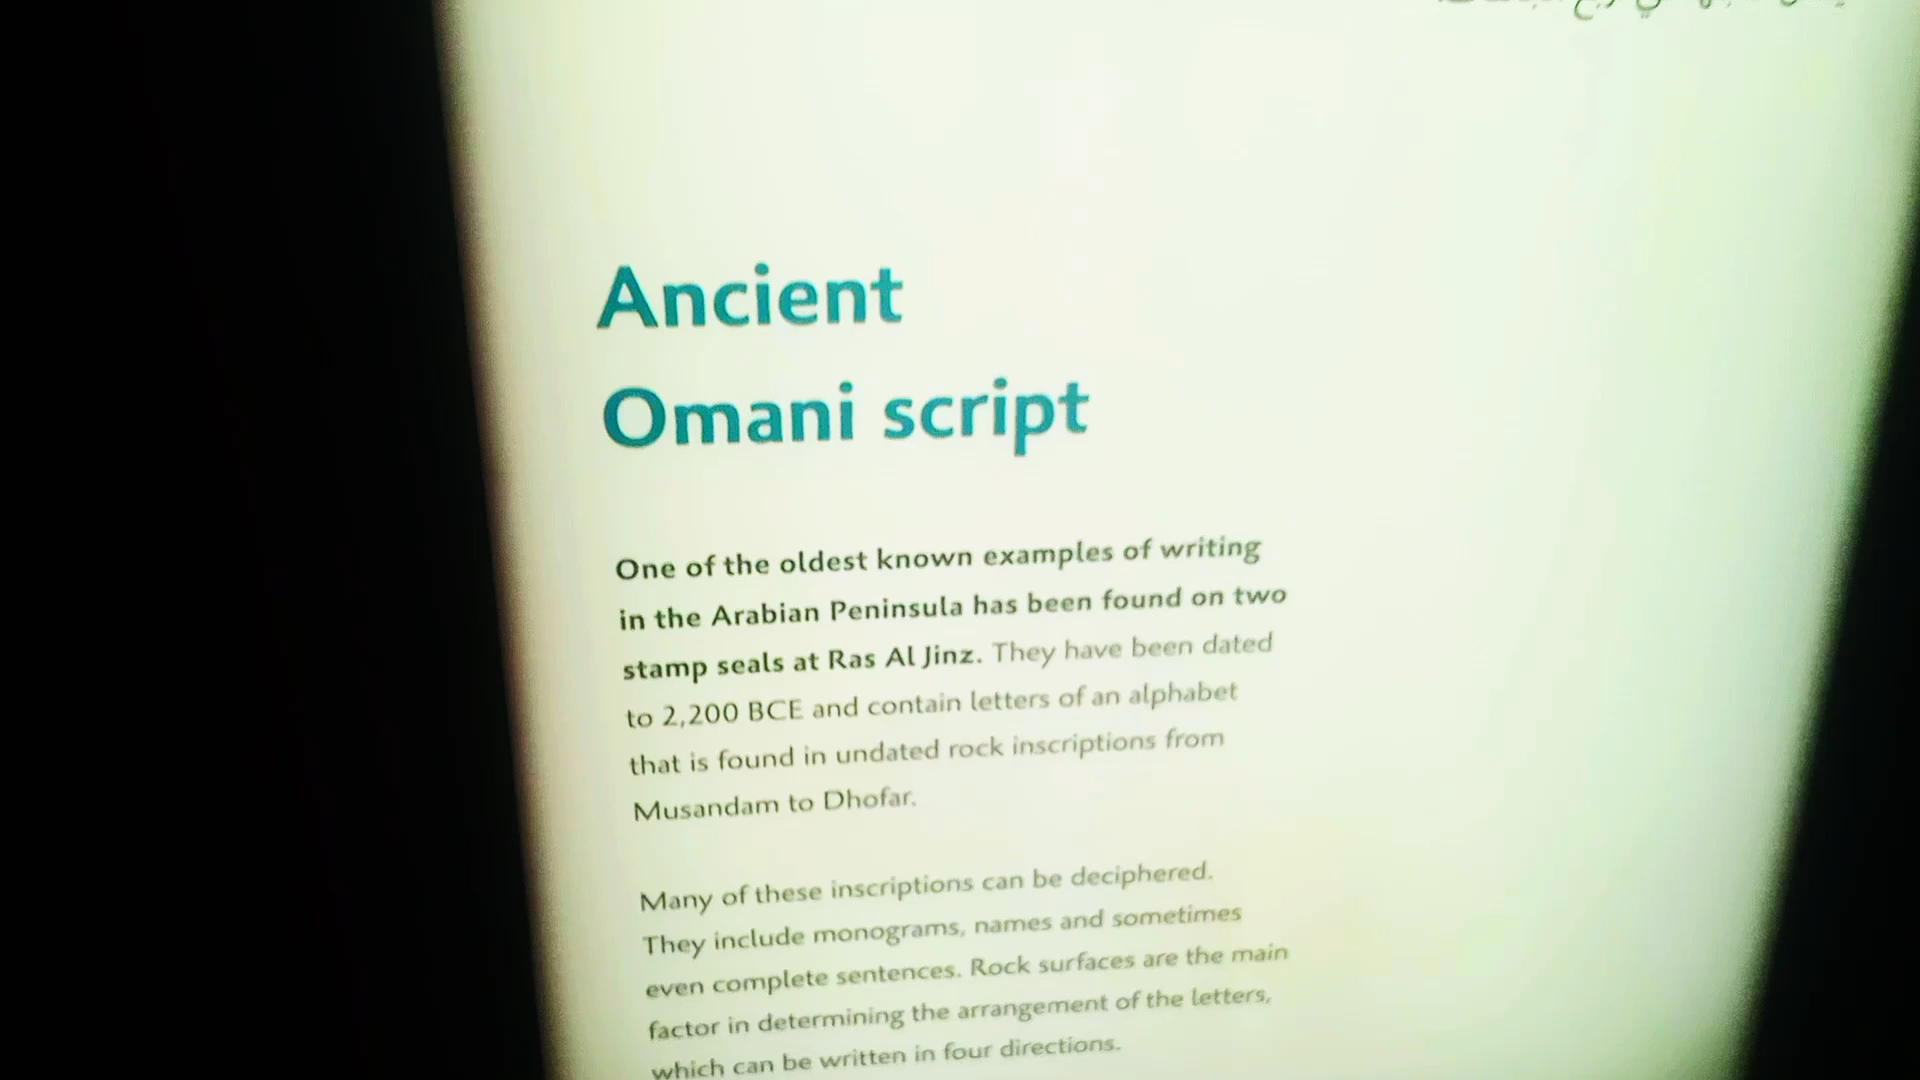 Ancient
Omani script
One of the oldest known examples of writing
in the Arabian Peninsula has been found on two
stamp seals at Ras Al Jinz. They have been dated
to 2,200 BCE and contain letters of an alphabet
that is found in undated rock inscriptions from
Musandam to Dhofar.
Many of these inscriptions can be deciphered.
They include monograms, names and sometimes
even complete sentences. Rock surfaces are the main
factor in determining the arrangement of the letters,
which can be written in four directions.